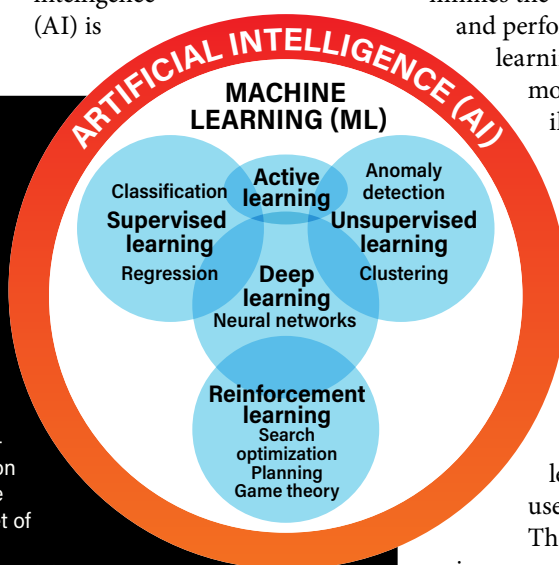 (AI) is
and perfo
learnin
mo
ARTIFICIAL INTELLIGENCE (AI)
MACHINE
LEARNING (ML)
Active
learning
Classification
Supervised
learning
Regression
Anomaly
detection
Unsupervised
learning
Clustering
Deep
learning
Neural networks
Reinforcement
learning
Search
optimization
Planning
Game theory
on
e
t of
le
use
Th